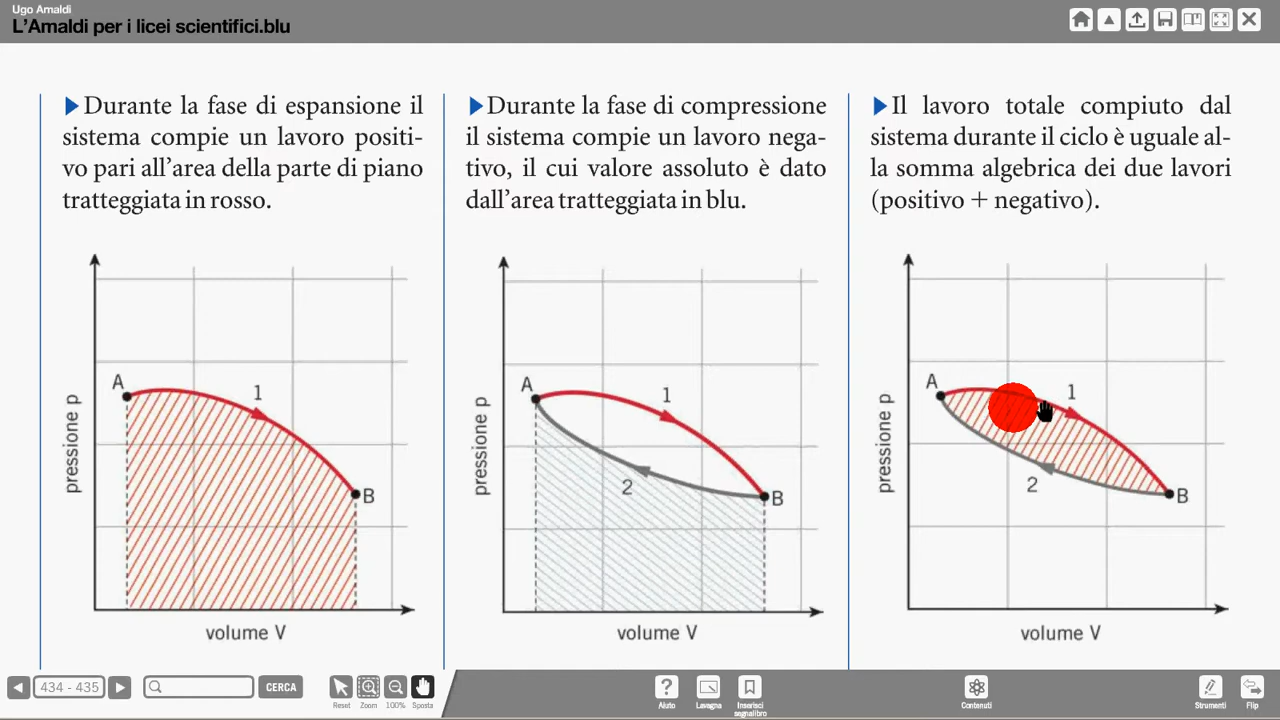 Ugo Amaldi
L'Amaldi per i licei scientifici.blu
Durante la fase di espansione il
sistema compie un lavoro positi-
vo pari all'area della parte di piano
tratteggiata in rosso.
A
1
B
pressione p
volume V
Durante la fase di compressione
il sistema compie un lavoro nega-
tivo, il cui valore assoluto è dato
dall'area tratteggiata in blu.
A
1
2
B
pressione p
volume V
Il lavoro totale compiuto dal
sistema durante il ciclo è uguale al-
la somma algebrica dei due lavori
(positivo + negativo).
A
1
2
B
pressione p
volume V
434 - 435
CERCA
Reset
Zoom
100%
Sposta
?
Aiuto
Lavagna
Inserisci
segnalibro
Contenuti
Strumenti
Flip